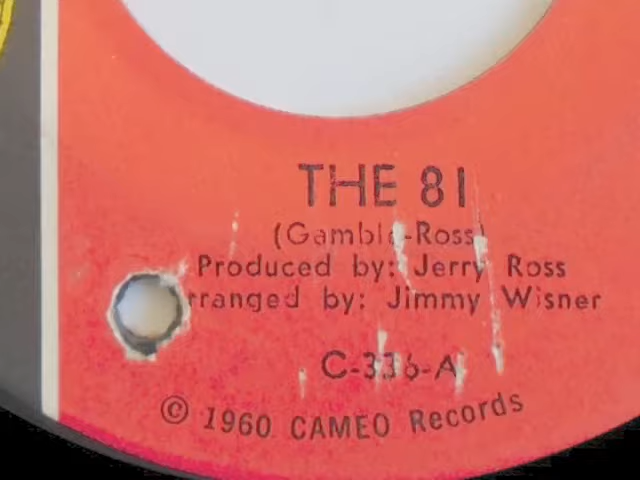 THE 81
(Gamble-Ross)
Produced by: Jerry Ross
rranged by: Jimmy Wisner
C-336-A
© 1960 CAMEO Records